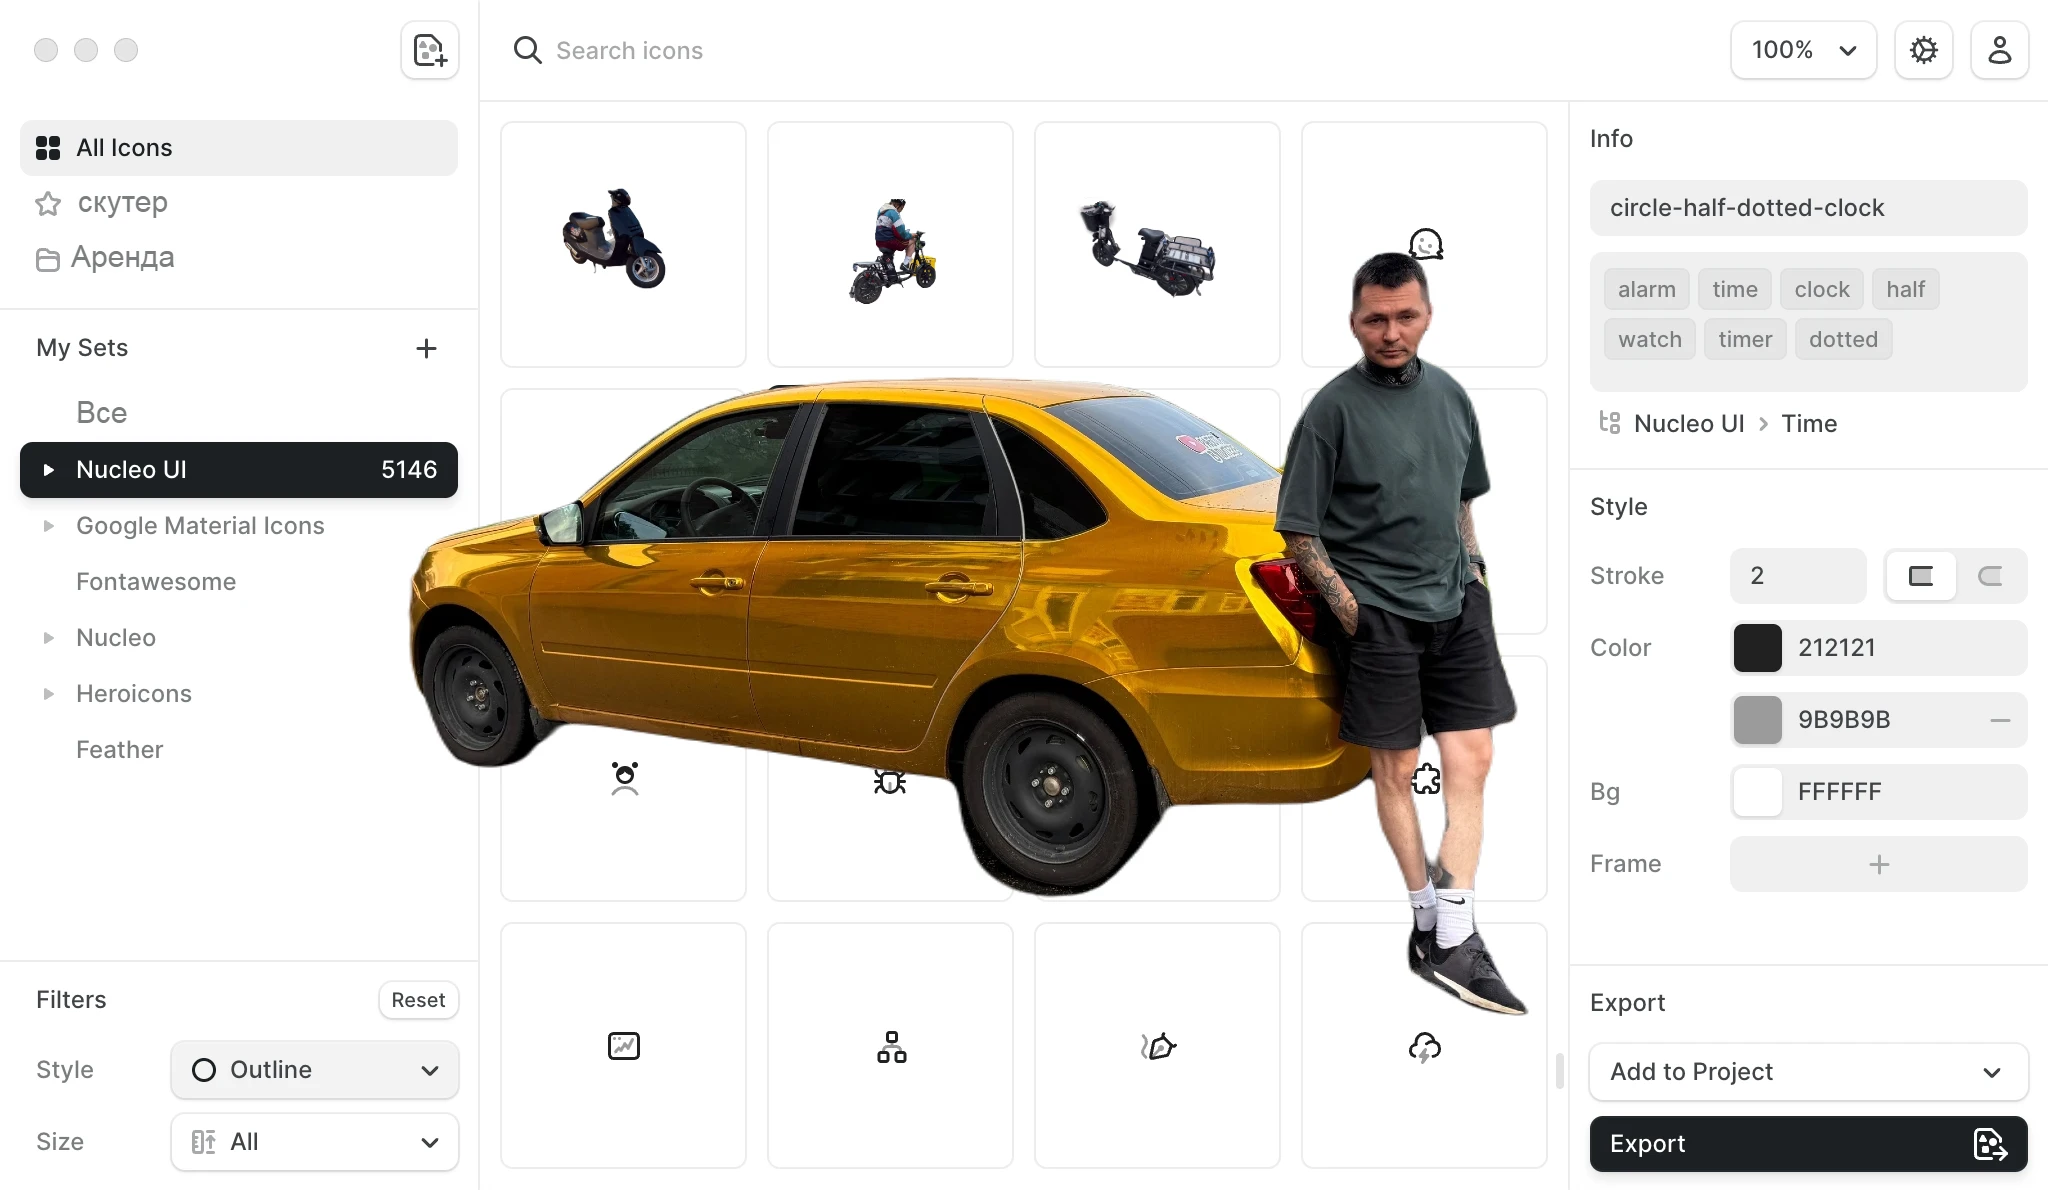 Search icons
100%
All Icons
скутер
Аренда
My Sets
Все
Nucleo UI 5146
Google Material Icons
Fontawesome
Nucleo
Heroicons
Feather
Filters
Reset
Style
Outline
Size
All
Info
circle-half-dotted-clock
alarm time clock half
watch timer dotted
Nucleo UI > Time
Style
Stroke 2
Color 212121
9B9B9B
Bg FFFFFF
Frame
Export
Add to Project
Export